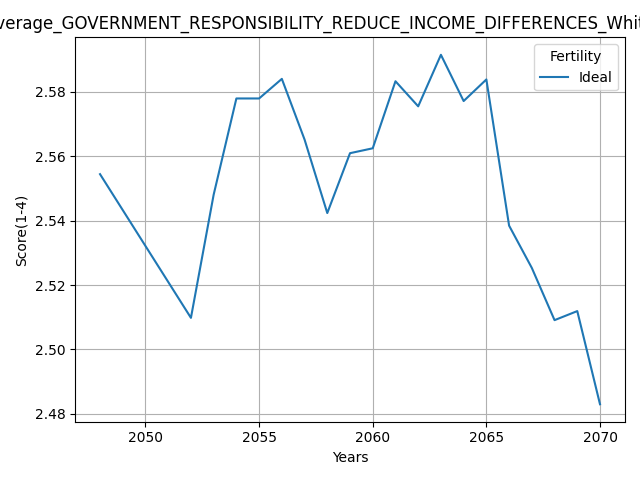 verage_GOVERNMENT_RESPONSIBILITY_REDUCE_INCOME_DIFFERENCES_Whit
Fertility
Ideal
2.58
2.56
2.54
2.52
2.50
2.48
Score(1-4)
2050 2055 2060 2065 2070
Years